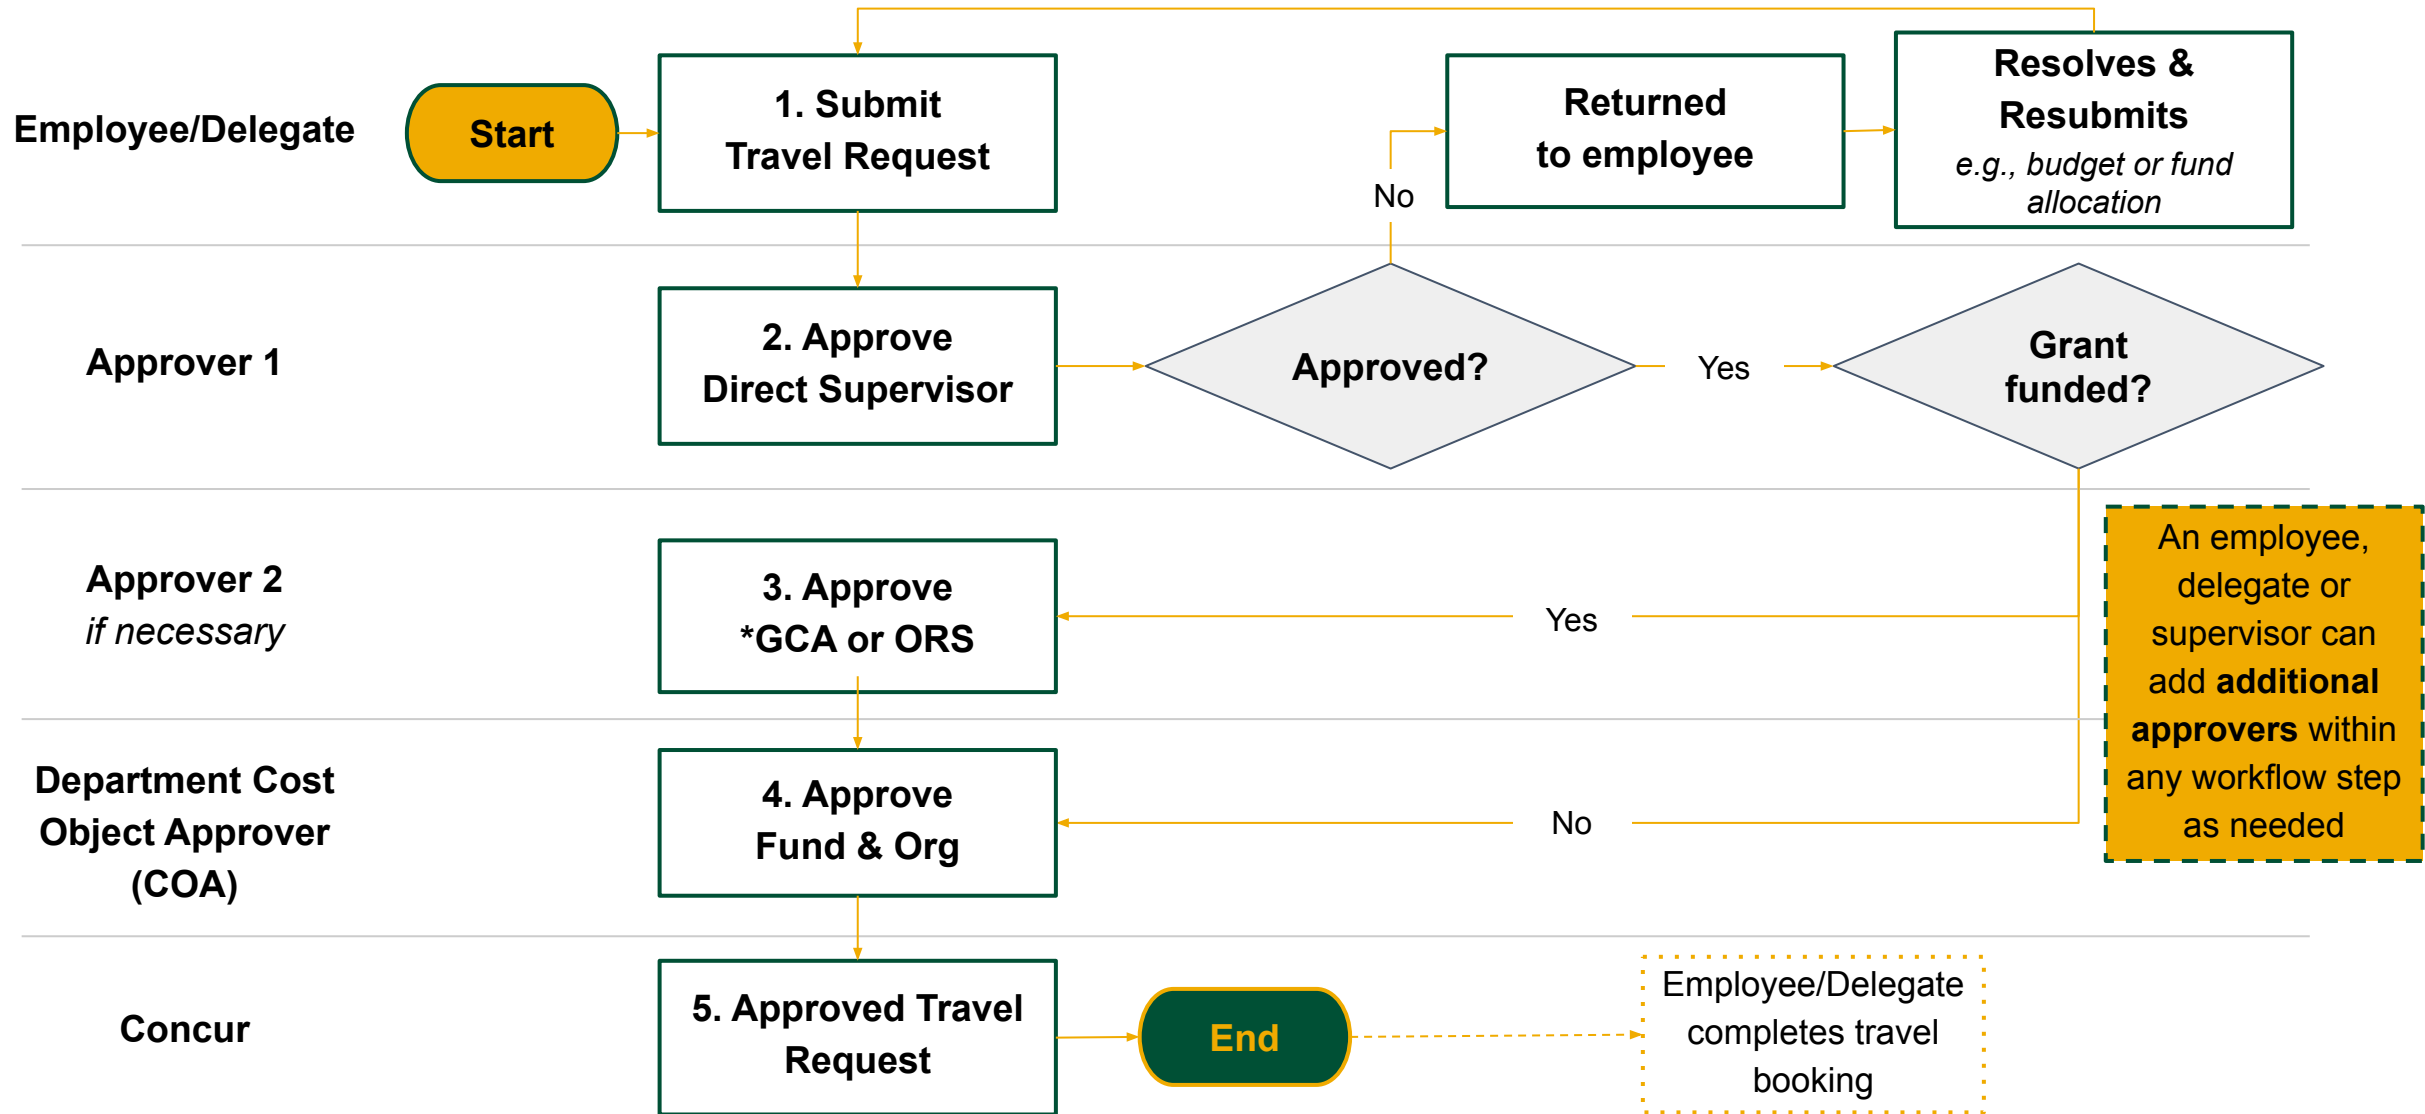 Employee/Delegate
Start
1. Submit
Travel Request
Returned
to employee
Resolves &
Resubmits
e.g., budget or fund
allocation
No
Approver 1
2. Approve
Direct Supervisor
Approved?
Yes
Grant
funded?
Approver 2
if necessary
3. Approve
*GCA or ORS
Yes
An employee,
delegate or
supervisor can
add additional
approvers within
any workflow step
as needed
Department Cost
Object Approver
(COA)
4. Approve
Fund & Org
No
Concur
5. Approved Travel
Request
End
Employee/Delegate
completes travel
booking